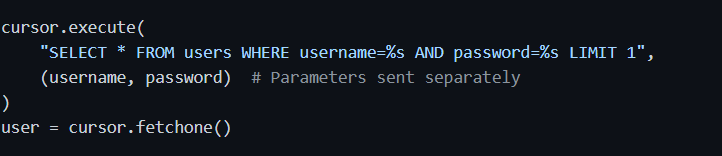 cursor.execute(
    "SELECT * FROM users WHERE username=%s AND password=%s LIMIT 1",
    (username, password)  # Parameters sent separately
)
user = cursor.fetchone()